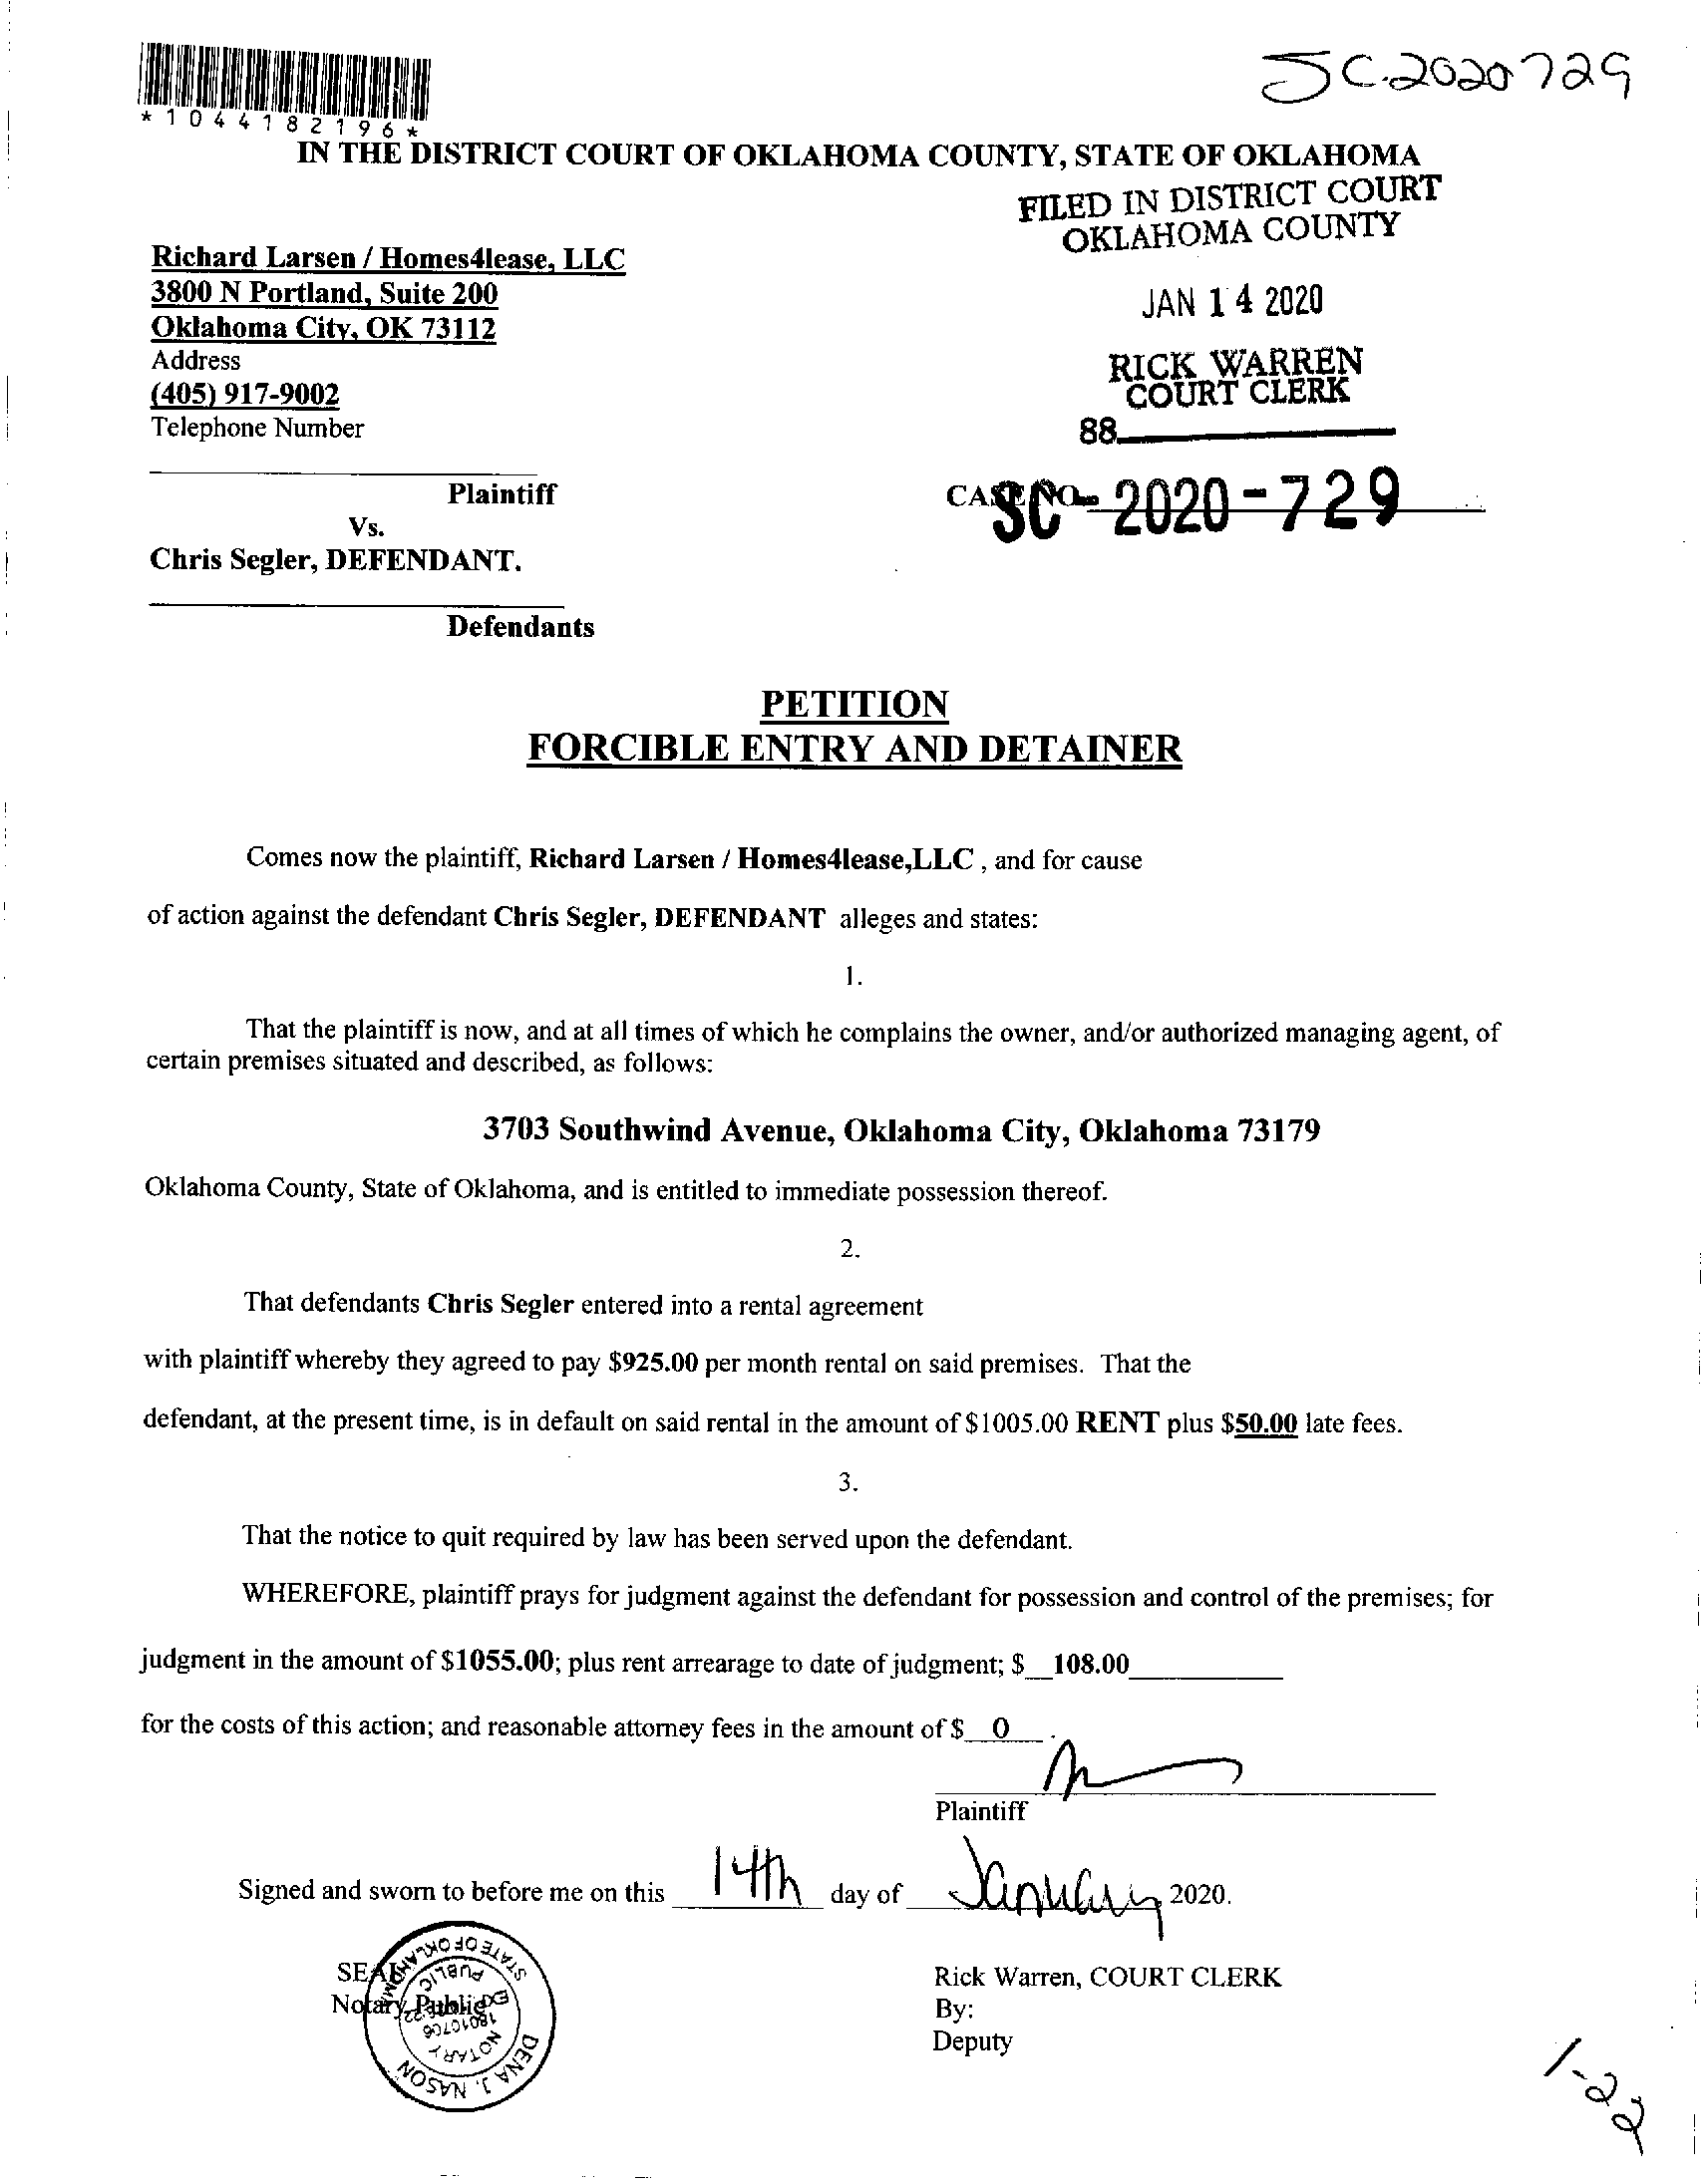 SC-2020729
*1044182196*
IN THE DISTRICT COURT OF OKLAHOMA COUNTY, STATE OF OKLAHOMA
FILED IN DISTRICT COURT
OKLAHOMA COUNTY
JAN 14 2020
RICK WARREN
COURT CLERK
88
Richard Larsen / Homes4lease, LLC
3800 N Portland, Suite 200
Oklahoma City, OK 73112
Address
(405) 917-9002
Telephone Number
Plaintiff
CASE NO.
SC-2020-729
Vs.
Chris Segler, DEFENDANT.
Defendants
PETITION
FORCIBLE ENTRY AND DETAINER
Comes now the plaintiff, Richard Larsen / Homes4lease,LLC , and for cause
of action against the defendant Chris Segler, DEFENDANT alleges and states:
1.
That the plaintiff is now, and at all times of which he complains the owner, and/or authorized managing agent, of
certain premises situated and described, as follows:
3703 Southwind Avenue, Oklahoma City, Oklahoma 73179
Oklahoma County, State of Oklahoma, and is entitled to immediate possession thereof.
2.
That defendants Chris Segler entered into a rental agreement
with plaintiff whereby they agreed to pay $925.00 per month rental on said premises. That the
defendant, at the present time, is in default on said rental in the amount of $1005.00 RENT plus $50.00 late fees.
3.
That the notice to quit required by law has been served upon the defendant.
WHEREFORE, plaintiff prays for judgment against the defendant for possession and control of the premises; for
judgment in the amount of $1055.00; plus rent arrearage to date of judgment; $ 108.00
for the costs of this action; and reasonable attorney fees in the amount of $ 0 .
Plaintiff
Signed and sworn to before me on this 14th day of January 2020.
SEAL
Notary Public
DENA J. NASON
STATE OF OKLAHOMA
NOTARY
PUBLIC
18010706
Rick Warren, COURT CLERK
By:
Deputy
1-22